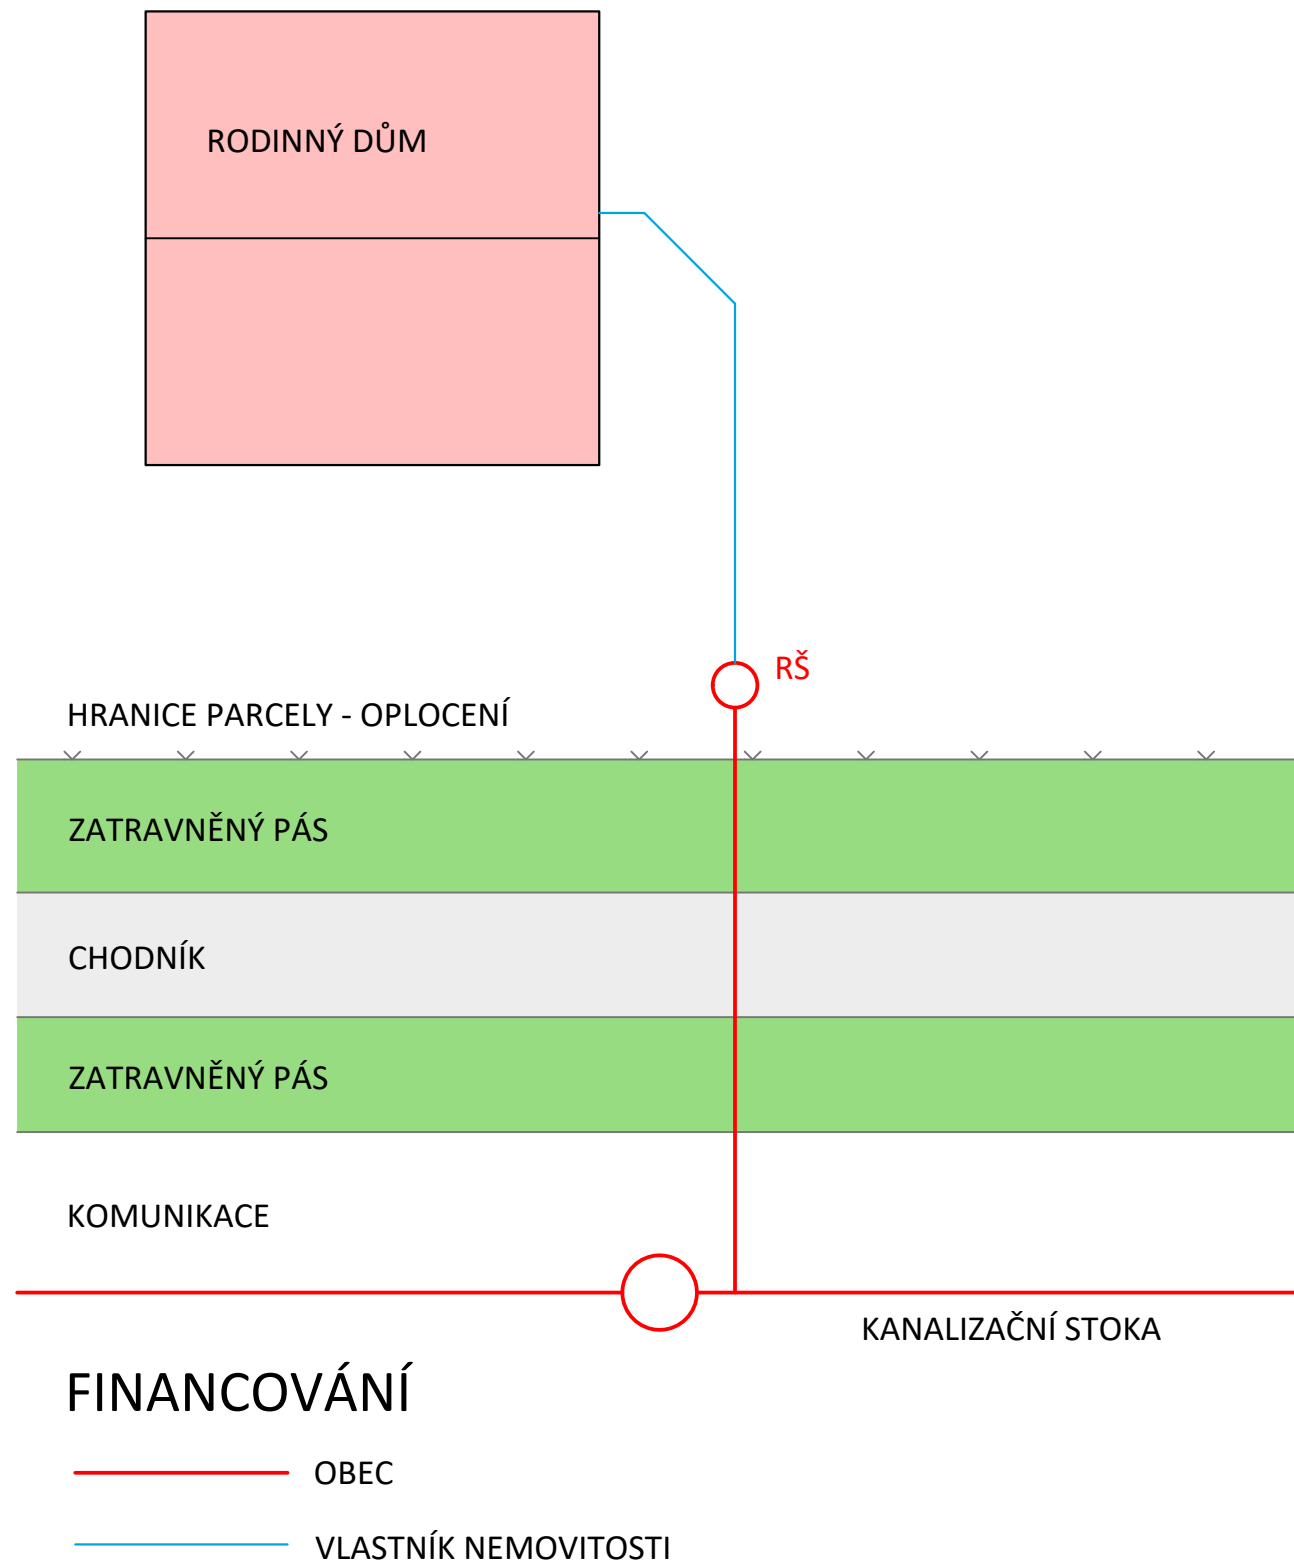 RODINNÝ DŮM
RŠ
HRANICE PARCELY - OPLOCENÍ
ZATRAVNĚNÝ PÁS
CHODNÍK
ZATRAVNĚNÝ PÁS
KOMUNIKACE
KANALIZAČNÍ STOKA
FINANCOVÁNÍ
OBEC
VLASTNÍK NEMOVITOSTI